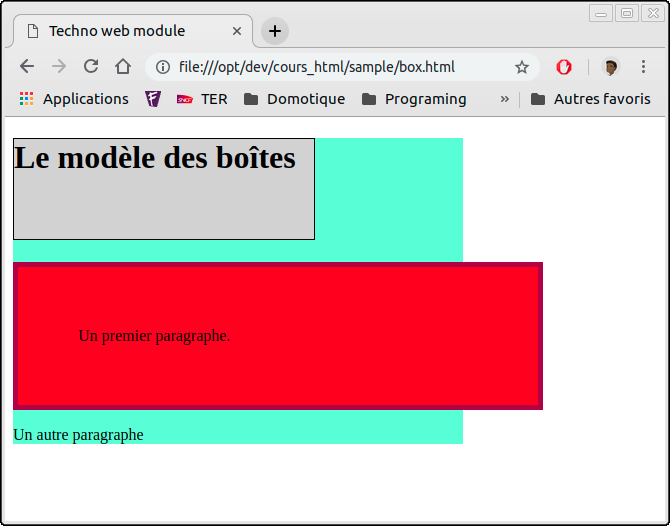 Techno web module
file:///opt/dev/cours_html/sample/box.html
Applications TER Domotique Programing » Autres favoris
Le modèle des boîtes
Un premier paragraphe.
Un autre paragraphe